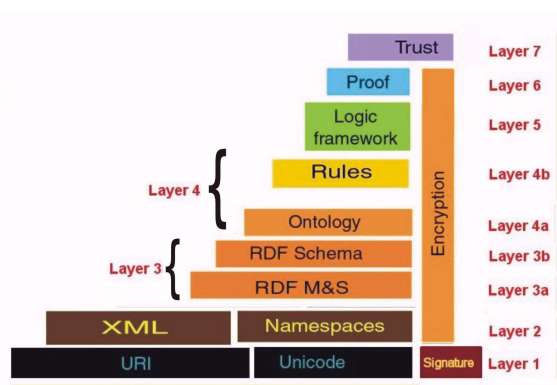 Trust Layer 7
Proof Layer 6
Logic
framework Layer 5
Rules Layer 4b
Layer 4
Ontology Layer 4a
Encryption
RDF Schema Layer 3b
Layer 3
RDF M&S Layer 3a
XML Namespaces Layer 2
URI Unicode Signature Layer 1